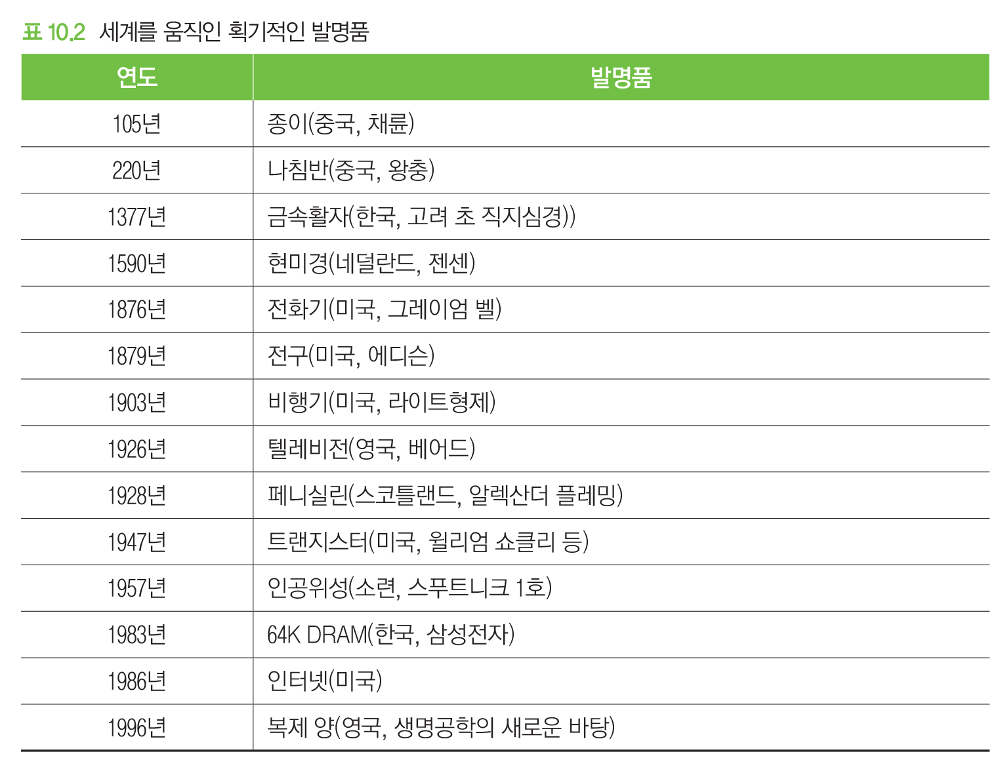 표 10.2 세계를 움직인 획기적인 발명품
연도 발명품
105년 종이(중국, 채륜)
220년 나침반(중국, 왕충)
1377년 금속활자(한국, 고려 초 직지심경))
1590년 현미경(네덜란드, 젠센)
1876년 전화기(미국, 그레이엄 벨)
1879년 전구(미국, 에디슨)
1903년 비행기(미국, 라이트형제)
1926년 텔레비전(영국, 베어드)
1928년 페니실린(스코틀랜드, 알렉산더 플레밍)
1947년 트랜지스터(미국, 윌리엄 쇼클리 등)
1957년 인공위성(소련, 스푸트니크 1호)
1983년 64K DRAM(한국, 삼성전자)
1986년 인터넷(미국)
1996년 복제 양(영국, 생명공학의 새로운 바탕)